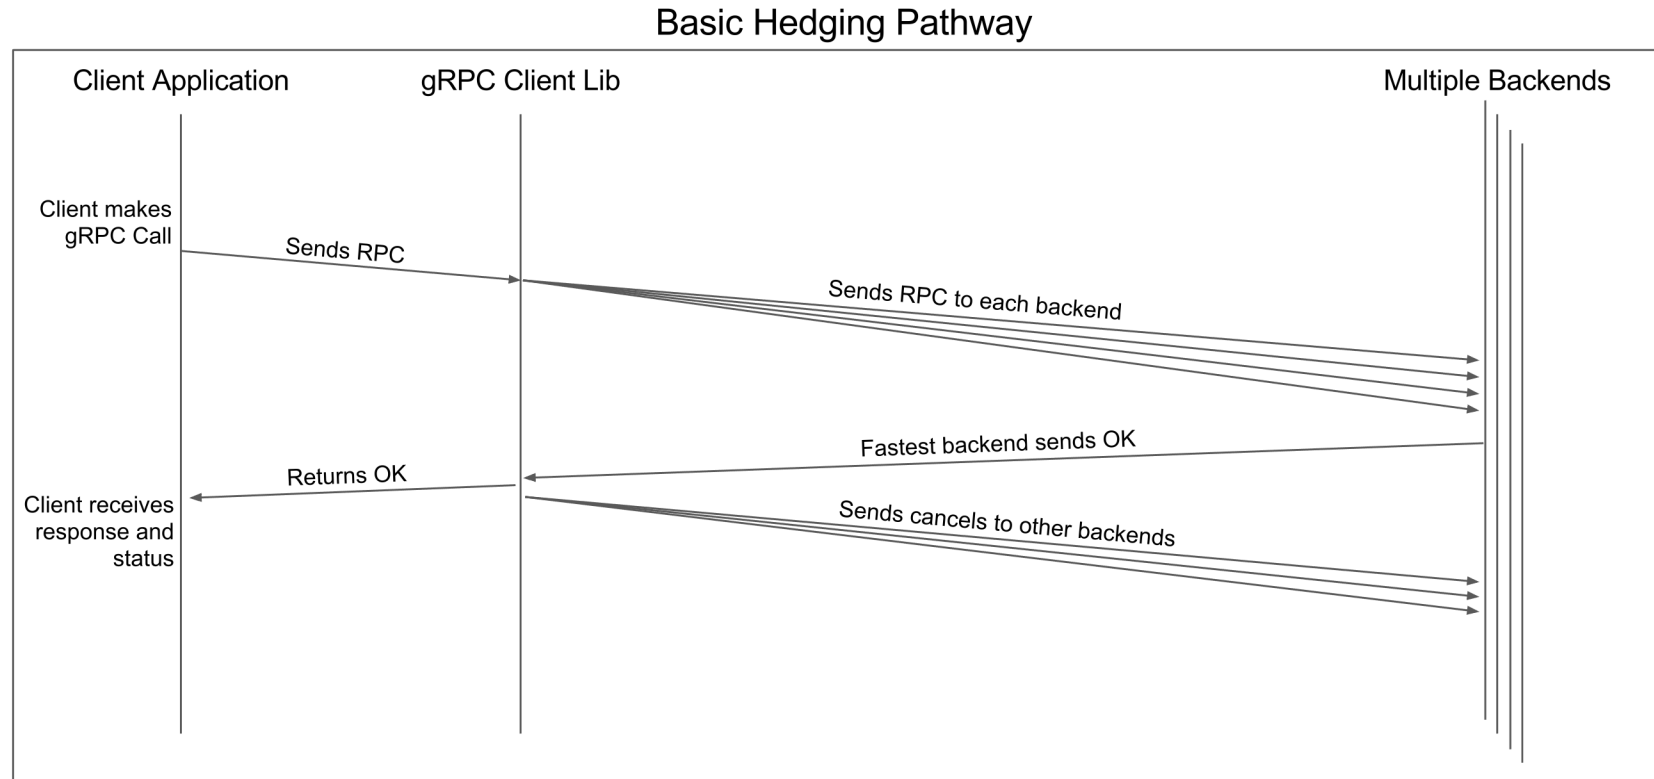 Basic Hedging Pathway
Client Application
gRPC Client Lib
Multiple Backends
Client makes
gRPC Call
Sends RPC
Sends RPC to each backend
Fastest backend sends OK
Returns OK
Client receives
response and
status
Sends cancels to other backends